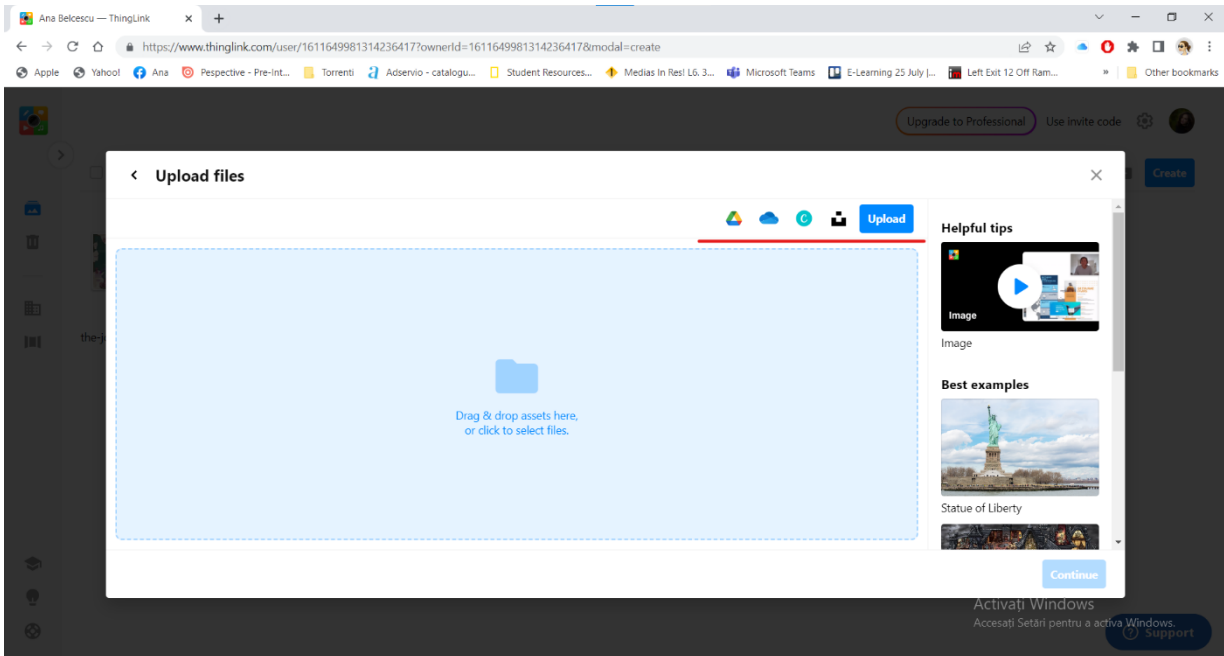 Ana Belcescu — ThingLink
https://www.thinglink.com/user/1611649981314236417?ownerId=1611649981314236417&modal=create
Apple Yahoo! Ana Pespective - Pre-Int... Torrenti Adservio - catalogu... Student Resources... Medias In Res! L6. 3... Microsoft Teams E-Learning 25 July |... Left Exit 12 Off Ram... » Other bookmarks
Upgrade to Professional Use invite code
Upload files
Create
Upload
Helpful tips
Image
Image
the-j
Best examples
Drag & drop assets here,
or click to select files.
Statue of Liberty
Continue
Activați Windows
Accesați Setări pentru a activa Windows.
Support